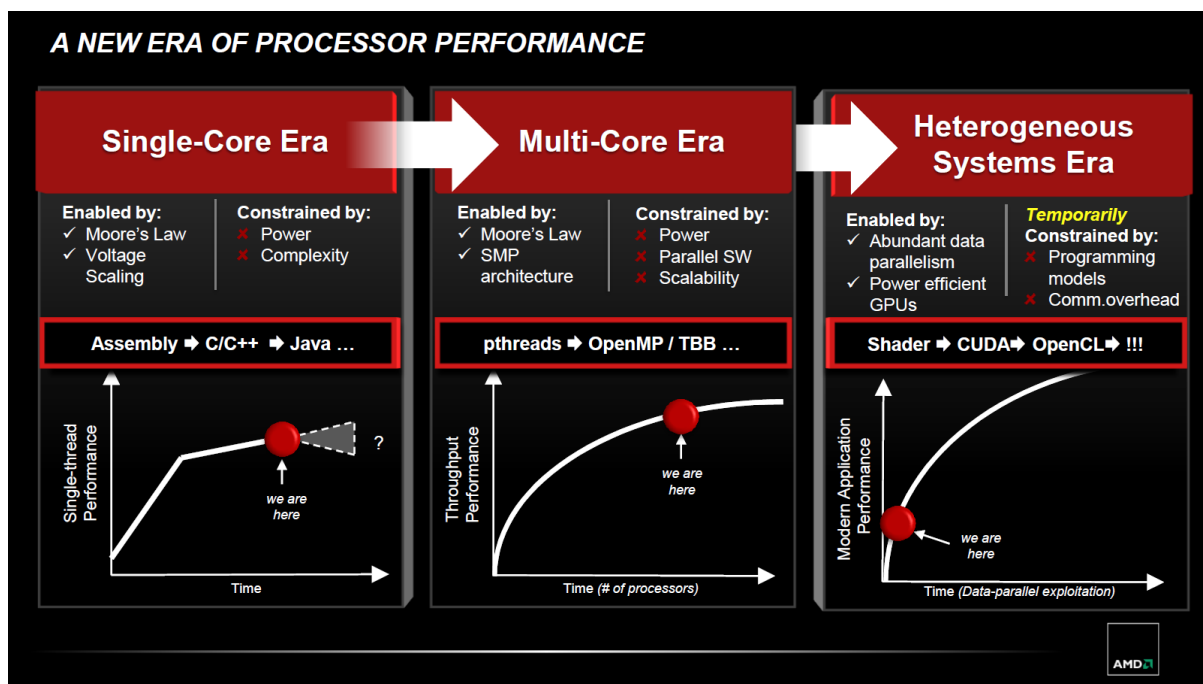 A NEW ERA OF PROCESSOR PERFORMANCE
Single-Core Era
Enabled by:
✓ Moore's Law
✓ Voltage
Scaling
Constrained by:
✗ Power
✗ Complexity
Assembly → C/C++ → Java …
Single-thread
Performance
?
we are
here
Time
Multi-Core Era
Enabled by:
✓ Moore's Law
✓ SMP
architecture
Constrained by:
✗ Power
✗ Parallel SW
✗ Scalability
pthreads → OpenMP / TBB …
Throughput
Performance
we are
here
Time (# of processors)
Heterogeneous
Systems Era
Enabled by:
✓ Abundant data
parallelism
✓ Power efficient
GPUs
Temporarily
Constrained by:
✗ Programming
models
✗ Comm.overhead
Shader → CUDA→ OpenCL→ !!!
Modern Application
Performance
we are
here
Time (Data-parallel exploitation)
AMD